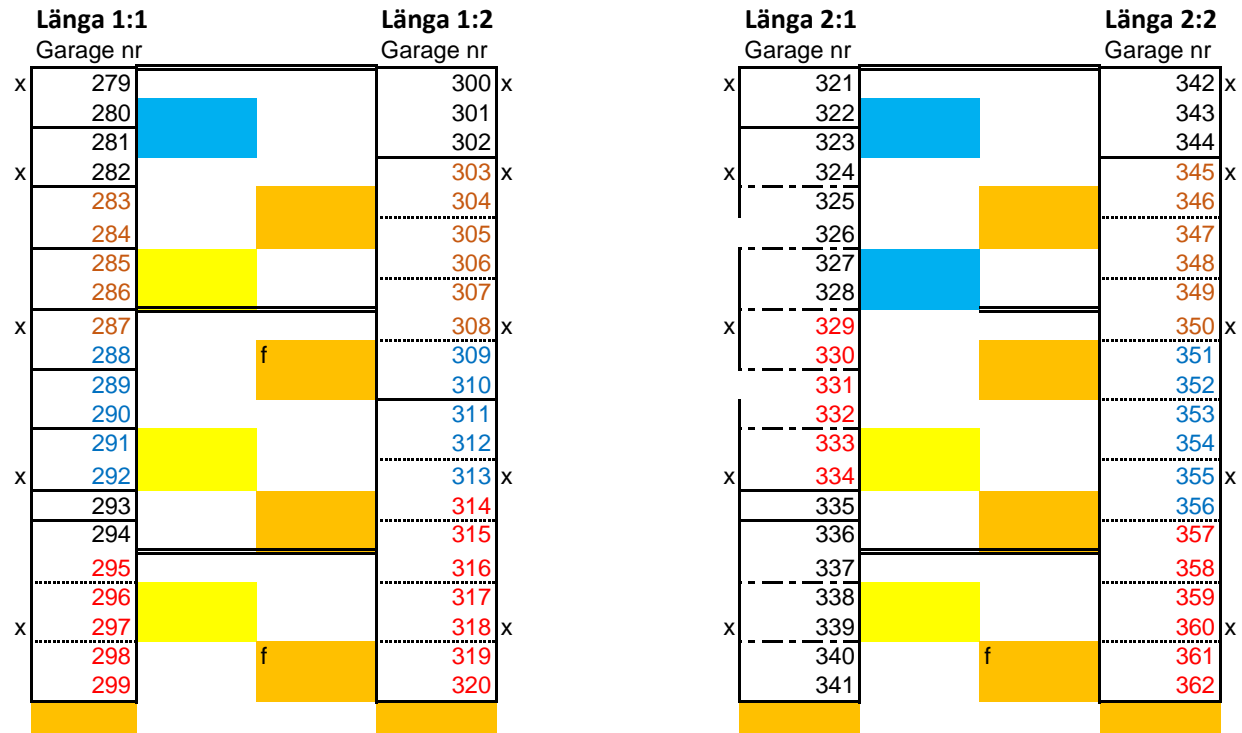 Länga 1:1 Länga 1:2 Länga 2:1 Länga 2:2
Garage nr Garage nr Garage nr Garage nr
x 279 300 x x 321 342 x
280 301 322 343
281 302 323 344
x 282 303 x x 324 345 x
283 304 325 346
284 305 326 347
285 306 327 348
286 307 328 349
x 287 308 x x 329 350 x
288 f 309 330 351
289 310 331 352
290 311 332 353
291 312 333 354
x 292 313 x x 334 355 x
293 314 335 356
294 315 336 357
295 316 337 358
296 317 338 359
x 297 318 x x 339 360 x
298 f 319 340 f 361
299 320 341 362